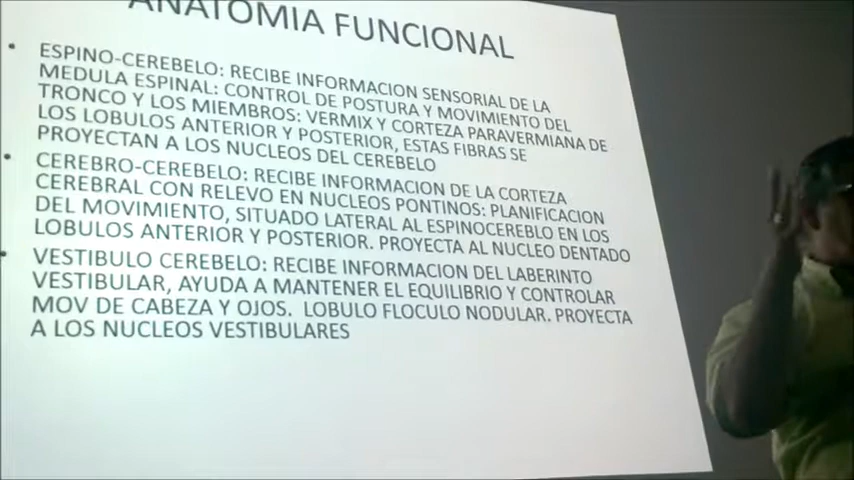 ANATOMIA FUNCIONAL
• ESPINO-CEREBELO: RECIBE INFORMACION SENSORIAL DE LA
MEDULA ESPINAL: CONTROL DE POSTURA Y MOVIMIENTO DEL
TRONCO Y LOS MIEMBROS: VERMIX Y CORTEZA PARAVERMIANA DE
LOS LOBULOS ANTERIOR Y POSTERIOR, ESTAS FIBRAS SE
PROYECTAN A LOS NUCLEOS DEL CEREBELO
• CEREBRO-CEREBELO: RECIBE INFORMACION DE LA CORTEZA
CEREBRAL CON RELEVO EN NUCLEOS PONTINOS: PLANIFICACION
DEL MOVIMIENTO, SITUADO LATERAL AL ESPINOCEREBLO EN LOS
LOBULOS ANTERIOR Y POSTERIOR. PROYECTA AL NUCLEO DENTADO
• VESTIBULO CEREBELO: RECIBE INFORMACION DEL LABERINTO
VESTIBULAR, AYUDA A MANTENER EL EQUILIBRIO Y CONTROLAR
MOV DE CABEZA Y OJOS. LOBULO FLOCULO NODULAR. PROYECTA
A LOS NUCLEOS VESTIBULARES